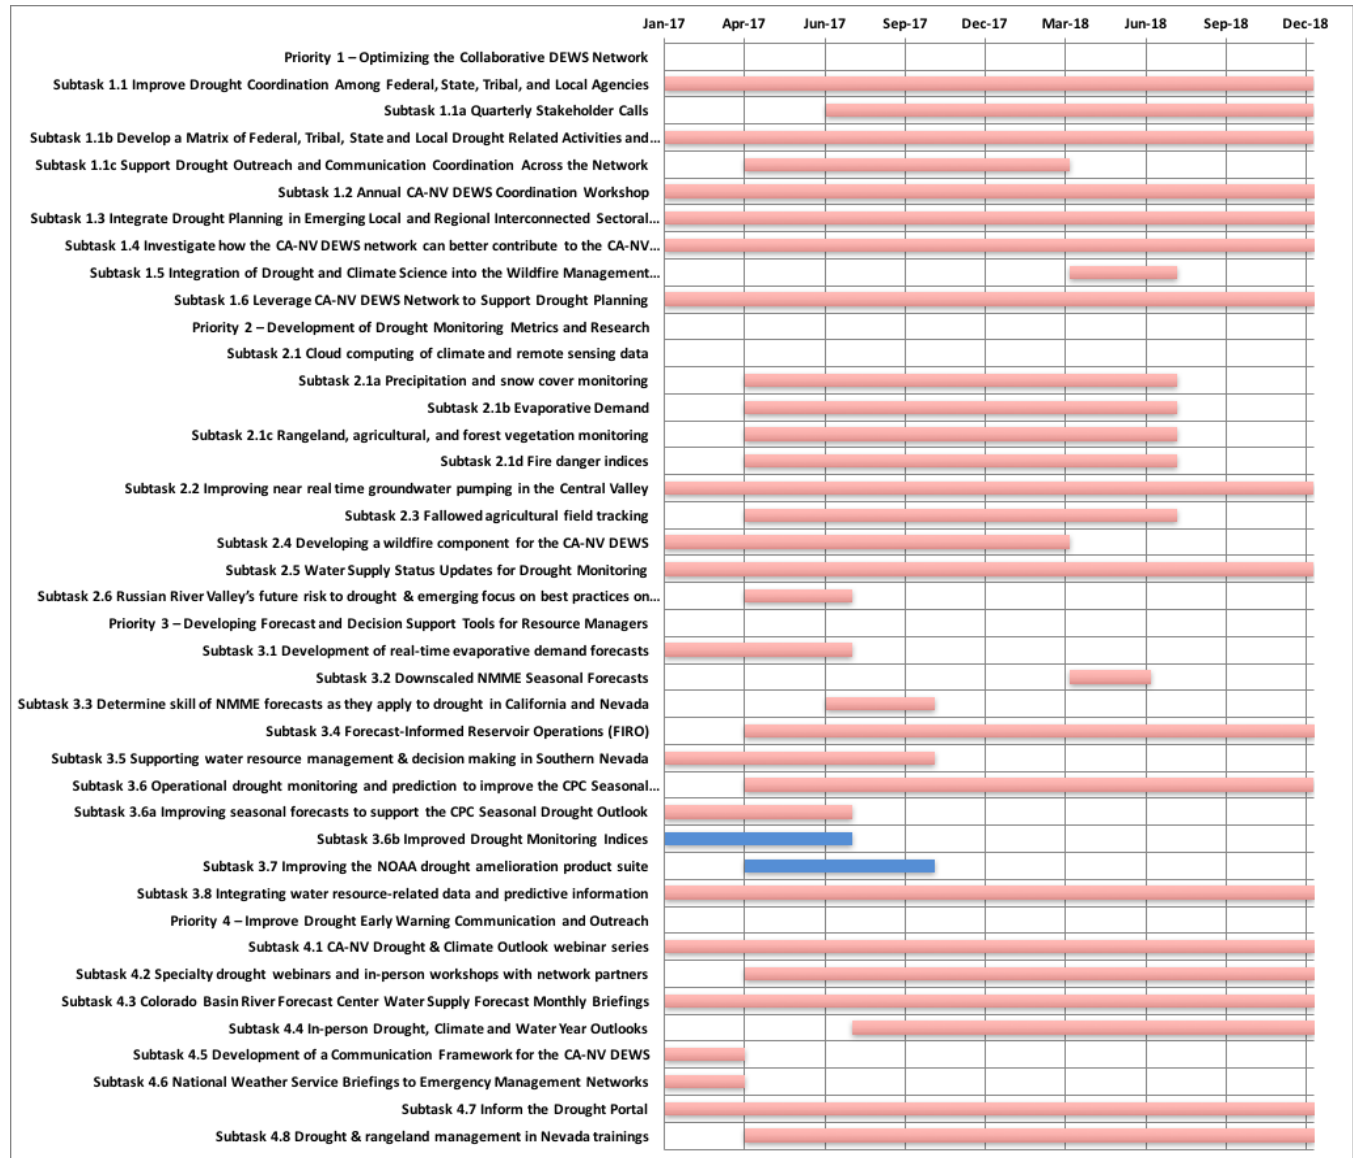 Jan-17 Apr-17 Jun-17 Sep-17 Dec-17 Mar-18 Jun-18 Sep-18 Dec-18
Priority 1 – Optimizing the Collaborative DEWS Network
Subtask 1.1 Improve Drought Coordination Among Federal, State, Tribal, and Local Agencies
Subtask 1.1a Quarterly Stakeholder Calls
Subtask 1.1b Develop a Matrix of Federal, Tribal, State and Local Drought Related Activities and...
Subtask 1.1c Support Drought Outreach and Communication Coordination Across the Network
Subtask 1.2 Annual CA-NV DEWS Coordination Workshop
Subtask 1.3 Integrate Drought Planning in Emerging Local and Regional Interconnected Sectoral...
Subtask 1.4 Investigate how the CA-NV DEWS network can better contribute to the CA-NV...
Subtask 1.5 Integration of Drought and Climate Science into the Wildfire Management...
Subtask 1.6 Leverage CA-NV DEWS Network to Support Drought Planning
Priority 2 – Development of Drought Monitoring Metrics and Research
Subtask 2.1 Cloud computing of climate and remote sensing data
Subtask 2.1a Precipitation and snow cover monitoring
Subtask 2.1b Evaporative Demand
Subtask 2.1c Rangeland, agricultural, and forest vegetation monitoring
Subtask 2.1d Fire danger indices
Subtask 2.2 Improving near real time groundwater pumping in the Central Valley
Subtask 2.3 Fallowed agricultural field tracking
Subtask 2.4 Developing a wildfire component for the CA-NV DEWS
Subtask 2.5 Water Supply Status Updates for Drought Monitoring
Subtask 2.6 Russian River Valley’s future risk to drought & emerging focus on best practices on...
Priority 3 – Developing Forecast and Decision Support Tools for Resource Managers
Subtask 3.1 Development of real-time evaporative demand forecasts
Subtask 3.2 Downscaled NMME Seasonal Forecasts
Subtask 3.3 Determine skill of NMME forecasts as they apply to drought in California and Nevada
Subtask 3.4 Forecast-Informed Reservoir Operations (FIRO)
Subtask 3.5 Supporting water resource management & decision making in Southern Nevada
Subtask 3.6 Operational drought monitoring and prediction to improve the CPC Seasonal...
Subtask 3.6a Improving seasonal forecasts to support the CPC Seasonal Drought Outlook
Subtask 3.6b Improved Drought Monitoring Indices
Subtask 3.7 Improving the NOAA drought amelioration product suite
Subtask 3.8 Integrating water resource-related data and predictive information
Priority 4 – Improve Drought Early Warning Communication and Outreach
Subtask 4.1 CA-NV Drought & Climate Outlook webinar series
Subtask 4.2 Specialty drought webinars and in-person workshops with network partners
Subtask 4.3 Colorado Basin River Forecast Center Water Supply Forecast Monthly Briefings
Subtask 4.4 In-person Drought, Climate and Water Year Outlooks
Subtask 4.5 Development of a Communication Framework for the CA-NV DEWS
Subtask 4.6 National Weather Service Briefings to Emergency Management Networks
Subtask 4.7 Inform the Drought Portal
Subtask 4.8 Drought & rangeland management in Nevada trainings